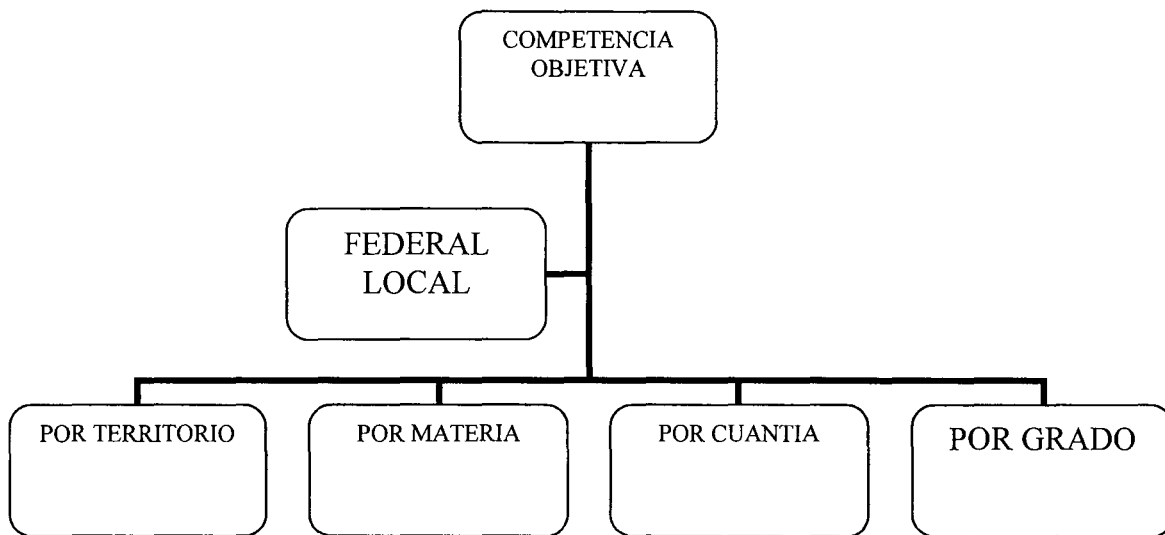 COMPETENCIA
OBJETIVA
FEDERAL
LOCAL
POR TERRITORIO
POR MATERIA
POR CUANTIA
POR GRADO